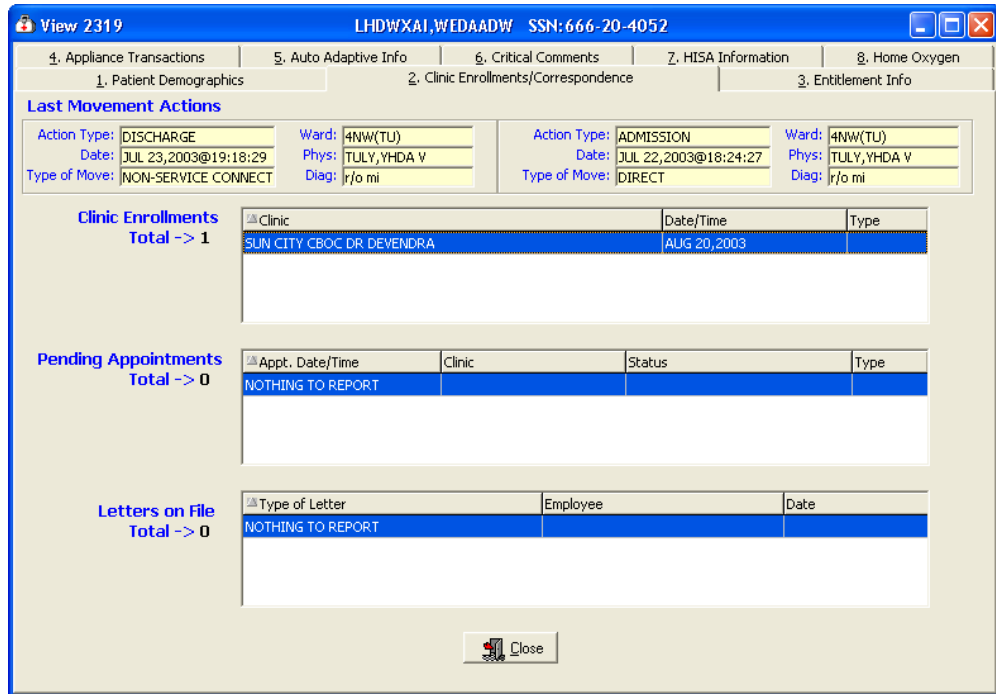 View 2319 LHDWXAI,WEDAADW SSN:666-20-4052
4. Appliance Transactions 5. Auto Adaptive Info 6. Critical Comments 7. HISA Information 8. Home Oxygen
1. Patient Demographics 2. Clinic Enrollments/Correspondence 3. Entitlement Info
Last Movement Actions
Action Type: DISCHARGE Ward: 4NW(TU) Action Type: ADMISSION Ward: 4NW(TU)
Date: JUL 23,2003@19:18:29 Phys: TULY,YHDA V Date: JUL 22,2003@18:24:27 Phys: TULY,YHDA V
Type of Move: NON-SERVICE CONNECT Diag: r/o mi Type of Move: DIRECT Diag: r/o mi
Clinic Enrollments Clinic Date/Time Type
Total -> 1 SUN CITY CBOC DR DEVENDRA AUG 20,2003
Pending Appointments Appt. Date/Time Clinic Status Type
Total -> 0 NOTHING TO REPORT
Letters on File Type of Letter Employee Date
Total -> 0 NOTHING TO REPORT
Close